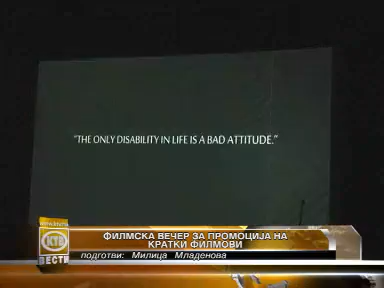 "THE ONLY DISABILITY IN LIFE IS A BAD ATTITUDE."
ФИЛМСКА ВЕЧЕР ЗА ПРОМОЦИЈА НА
КРАТКИ ФИЛМОВИ
КТВ
ВЕСТИ
подготви: Милица Младенова